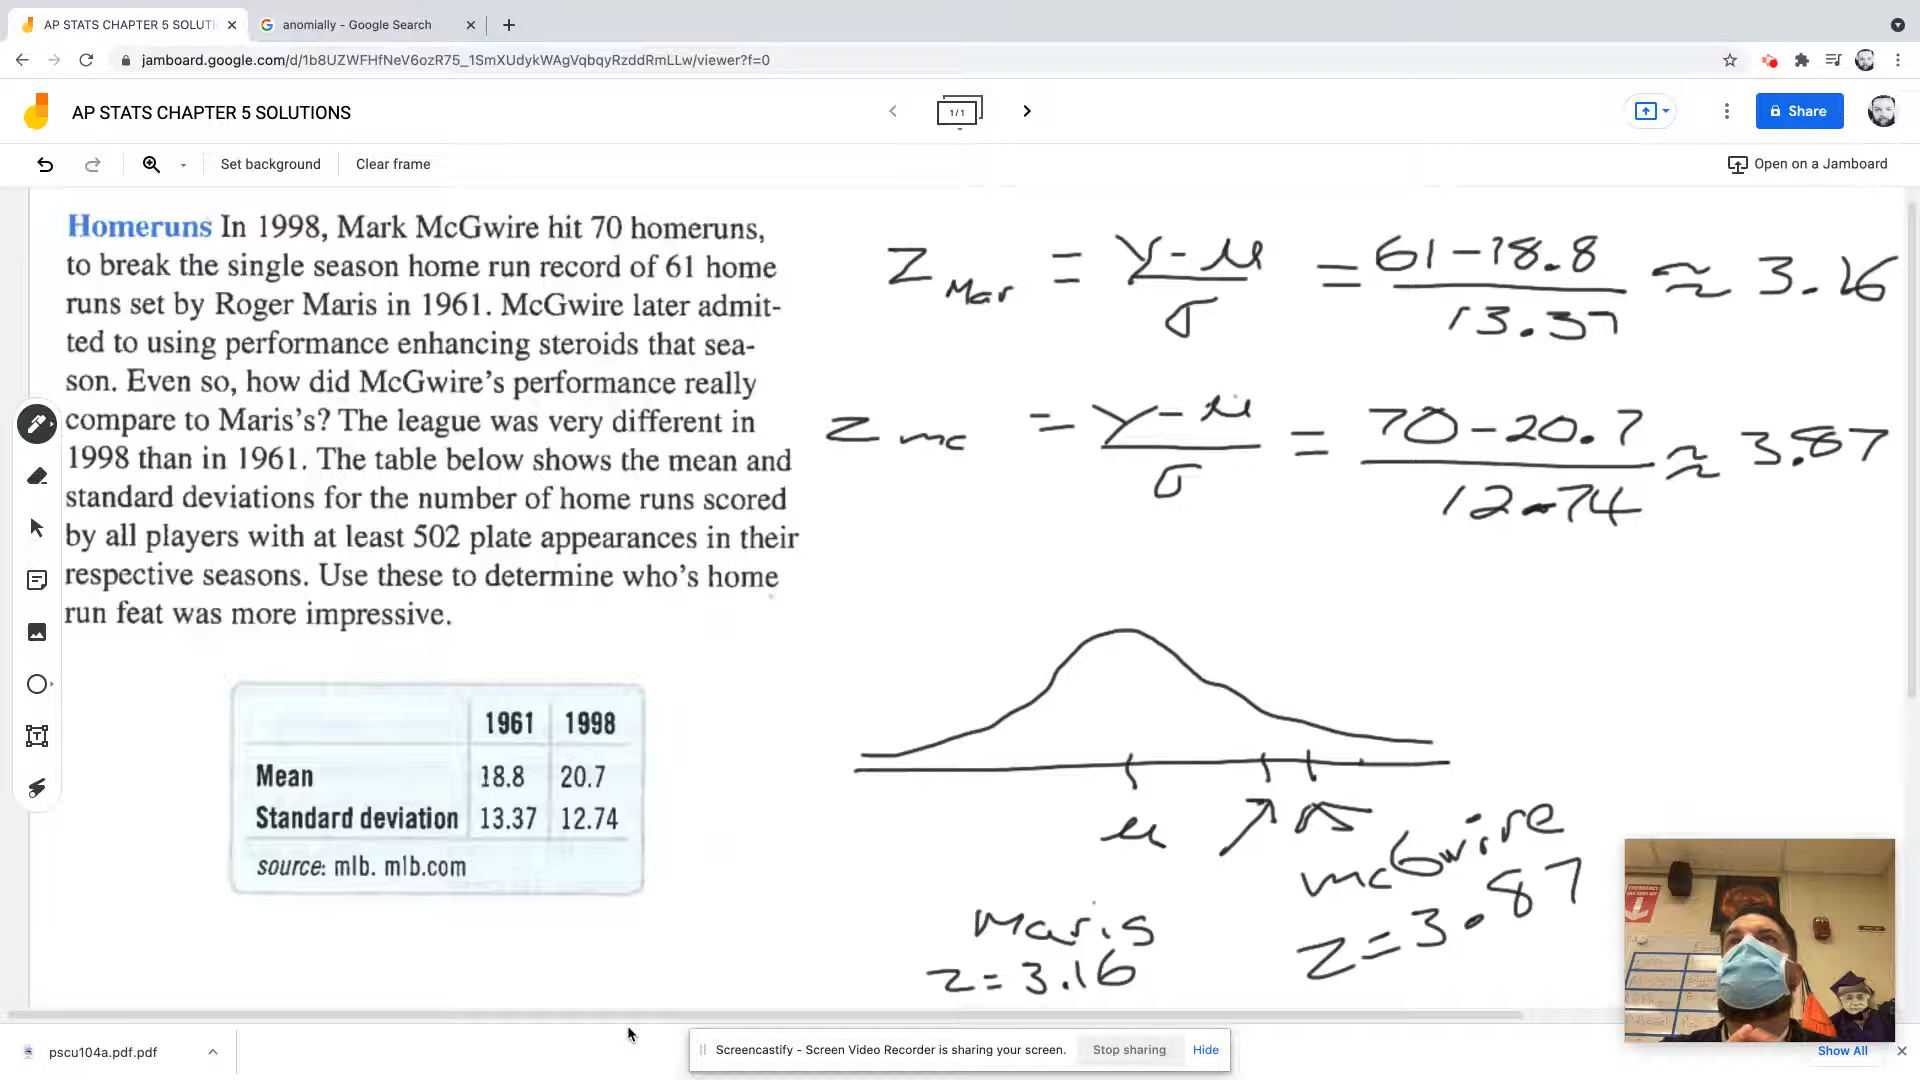 AP STATS CHAPTER 5 SOLUTI
anomially - Google Search
jamboard.google.com/d/1b8UZWFHfNeV6ozR75_1SmXUdykWAgVqbqyRzddRmLLw/viewer?f=0
AP STATS CHAPTER 5 SOLUTIONS
1/1
Share
Set background
Clear frame
Open on a Jamboard
Homeruns In 1998, Mark McGwire hit 70 homeruns,
to break the single season home run record of 61 home
runs set by Roger Maris in 1961. McGwire later admit-
ted to using performance enhancing steroids that sea-
son. Even so, how did McGwire's performance really
compare to Maris's? The league was very different in
1998 than in 1961. The table below shows the mean and
standard deviations for the number of home runs scored
by all players with at least 502 plate appearances in their
respective seasons. Use these to determine who's home
run feat was more impressive.
1961 1998
Mean 18.8 20.7
Standard deviation 13.37 12.74
source: mlb. mlb.com
Z Mar = y - μ / σ = 61 - 18.8 / 13.37 ≈ 3.16
Z mc = y - μ / σ = 70 - 20.7 / 12.74 ≈ 3.87
μ
Maris
z = 3.16
mcGwire
z = 3.87
pscu104a.pdf.pdf
Screencastify - Screen Video Recorder is sharing your screen.
Stop sharing
Hide
Show All